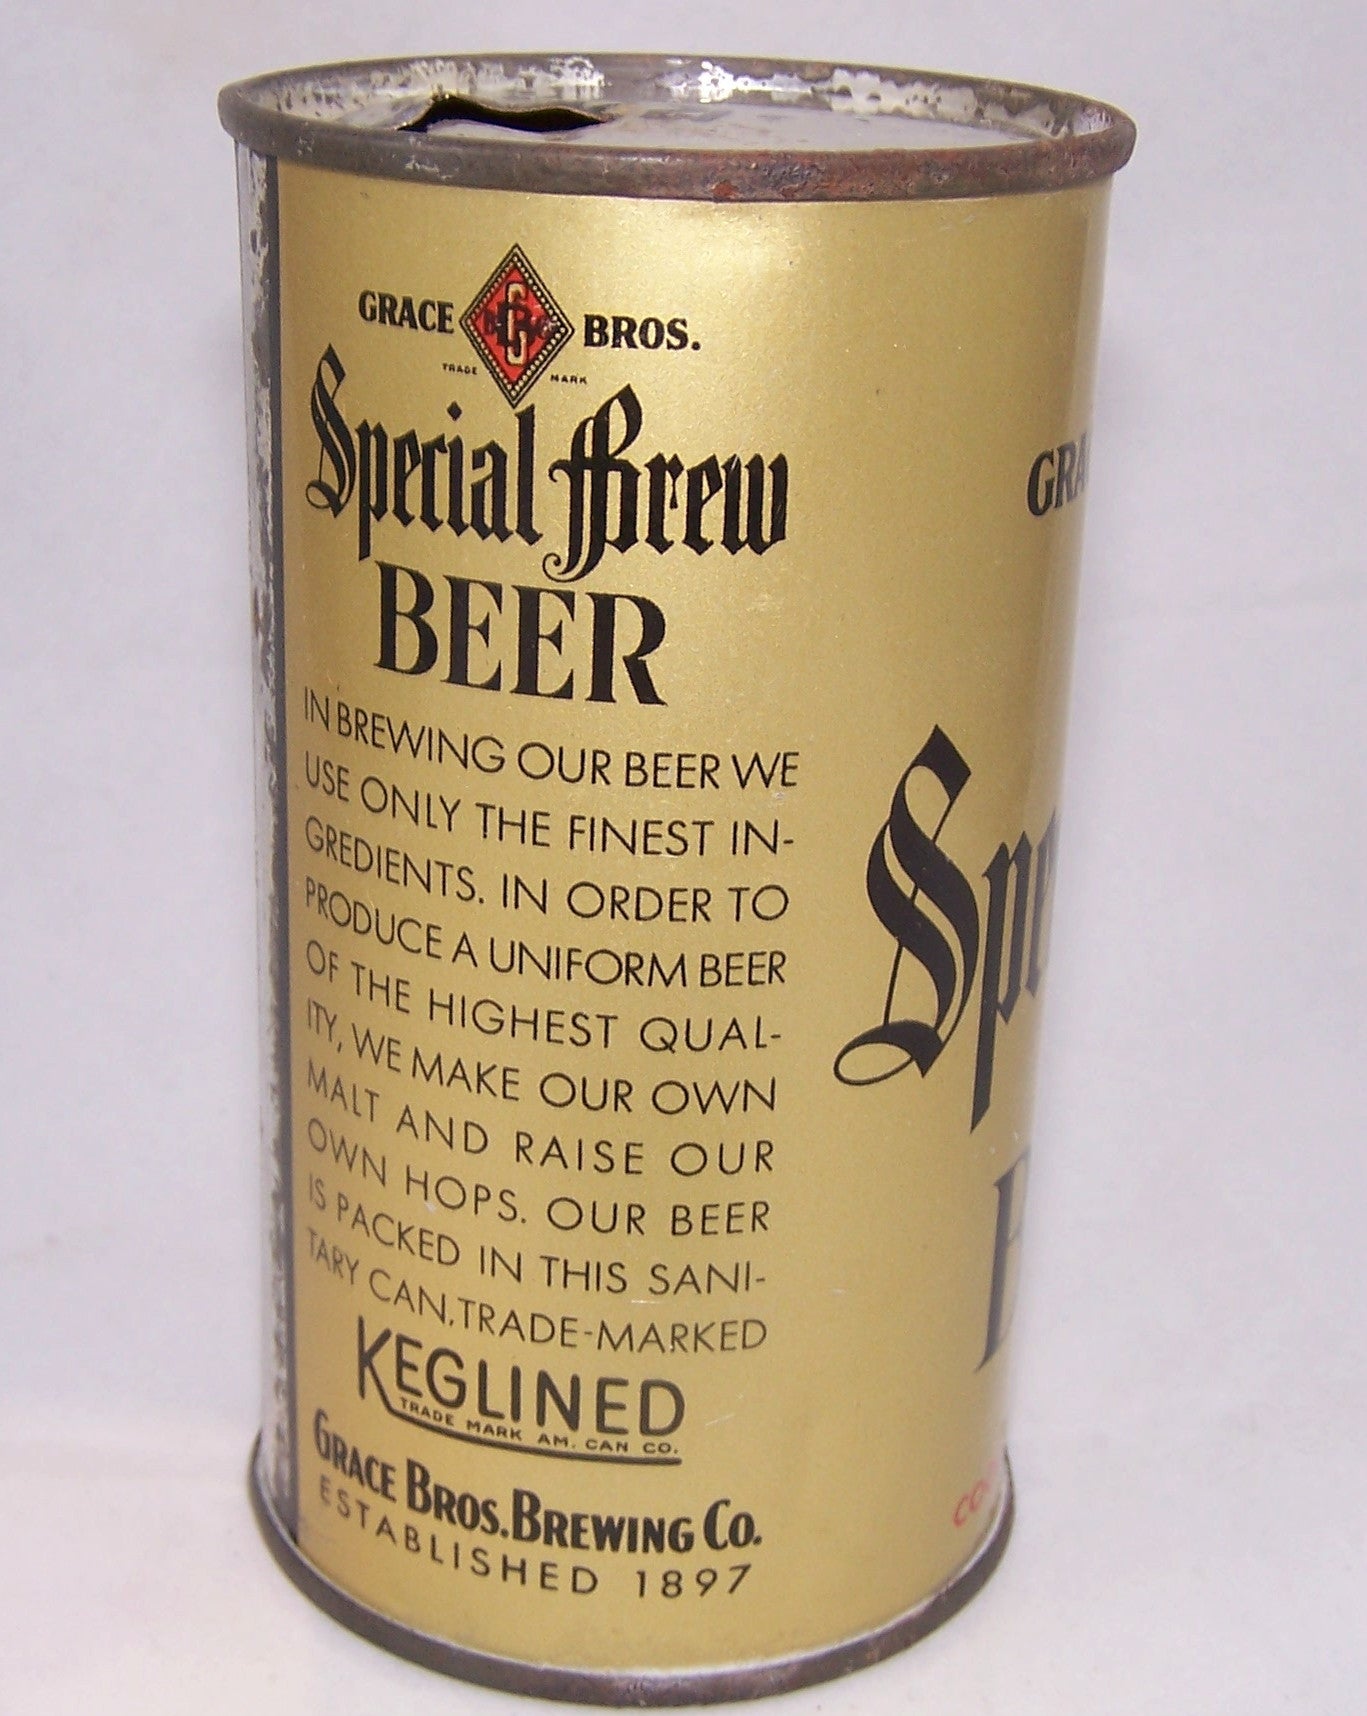 GRACE BROS.
TRADE MARK
Special Brew
BEER
IN BREWING OUR BEER WE
USE ONLY THE FINEST IN-
GREDIENTS. IN ORDER TO
PRODUCE A UNIFORM BEER
OF THE HIGHEST QUAL-
ITY, WE MAKE OUR OWN
MALT AND RAISE OUR
OWN HOPS. OUR BEER
IS PACKED IN THIS SANI-
TARY CAN, TRADE-MARKED
KEGLINED
TRADE MARK AM. CAN CO.
GRACE BROS. BREWING CO.
ESTABLISHED 1897
GRA
Spe